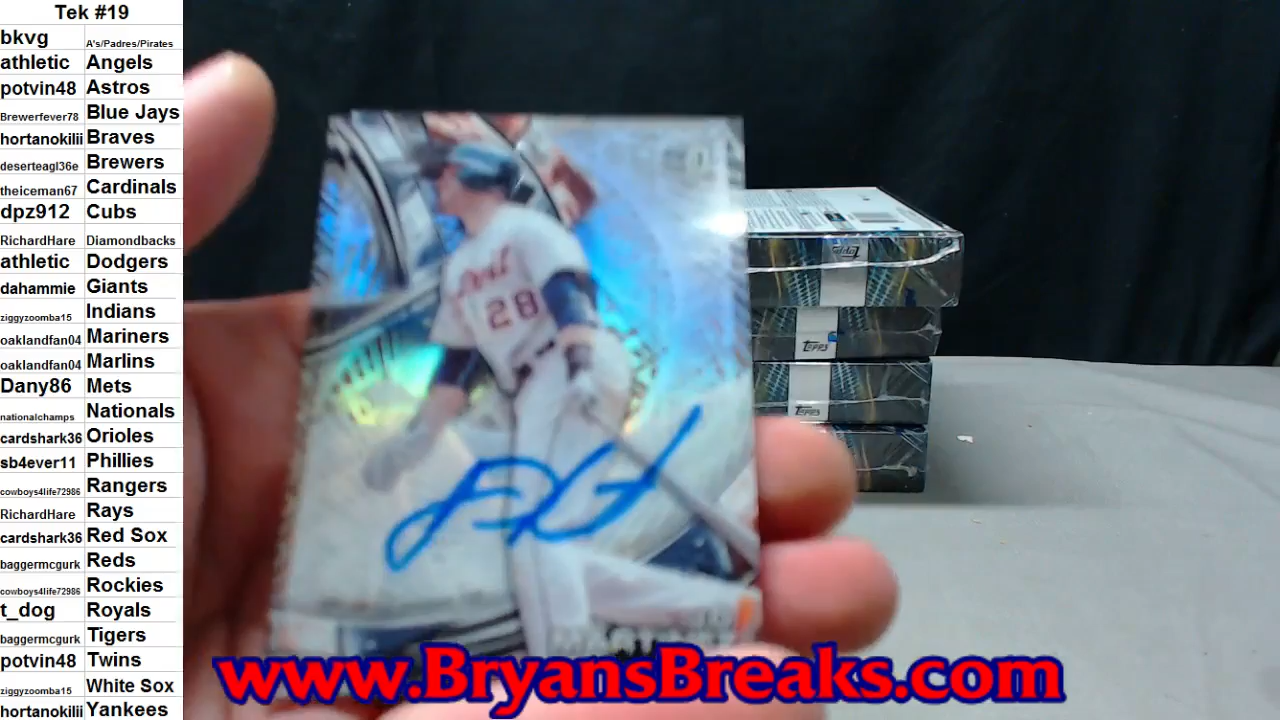 Tek #19
bkvg A's/Padres/Pirates
athletic Angels
potvin48 Astros
Brewerfever78 Blue Jays
hortanokilii Braves
deserteagl36e Brewers
theiceman67 Cardinals
dpz912 Cubs
RichardHare Diamondbacks
athletic Dodgers
dahammie Giants
ziggyzoomba15 Indians
oaklandfan04 Mariners
oaklandfan04 Marlins
Dany86 Mets
nationalchamps Nationals
cardshark36 Orioles
sb4ever11 Phillies
cowboys4life72986 Rangers
RichardHare Rays
cardshark36 Red Sox
baggermcgurk Reds
cowboys4life72986 Rockies
t_dog Royals
baggermcgurk Tigers
potvin48 Twins
ziggyzoomba15 White Sox
hortanokilii Yankees
28
Topps
Topps
Topps
www.BryansBreaks.com